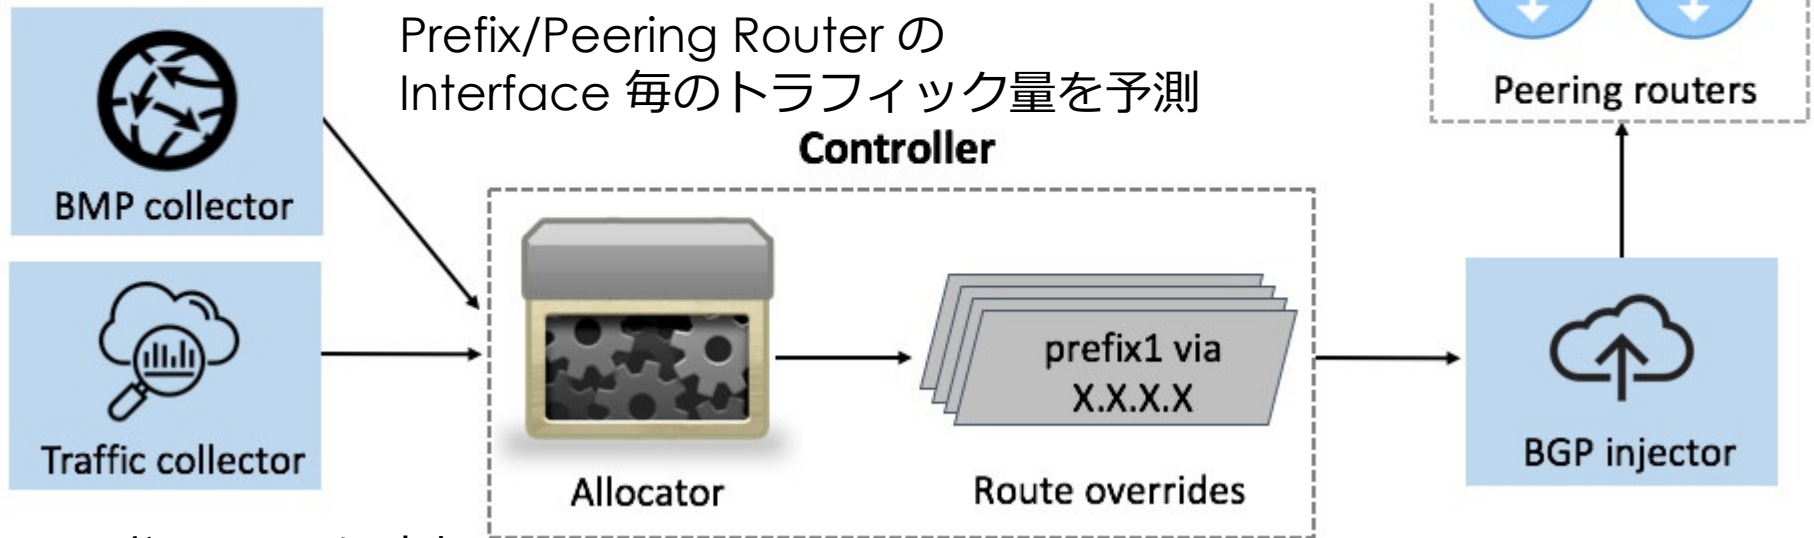 Prefix/Peering Router の
Interface 毎のトラフィック量を予測
Peering routers
Controller
BMP collector
Traffic collector
prefix1 via
X.X.X.X
Allocator
Route overrides
BGP injector